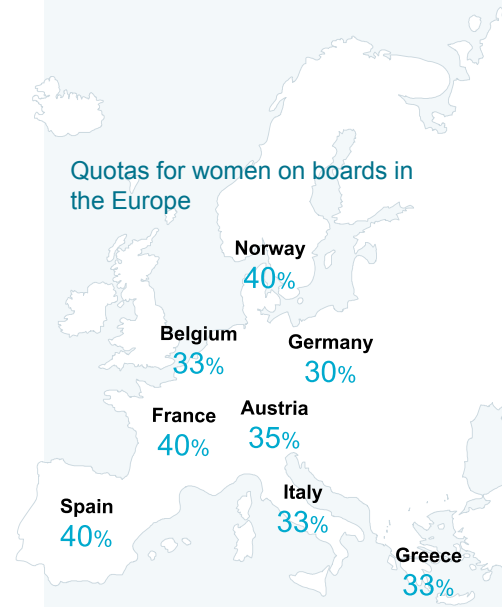 Quotas for women on boards in
the Europe
Norway
40%
Belgium
33%
Germany
30%
France
40%
Austria
35%
Spain
40%
Italy
33%
Greece
33%